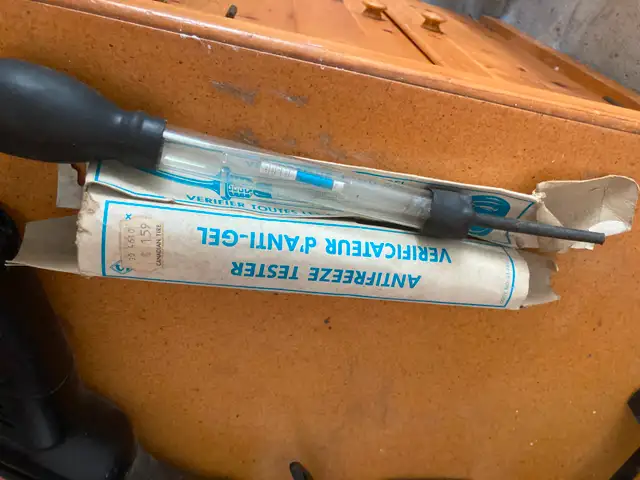 VERIFIER TOUTES
ANTIFREEZE TESTER
VERIFICATEUR d'ANTI-GEL
$ 1.59
CANADIAN TIRE